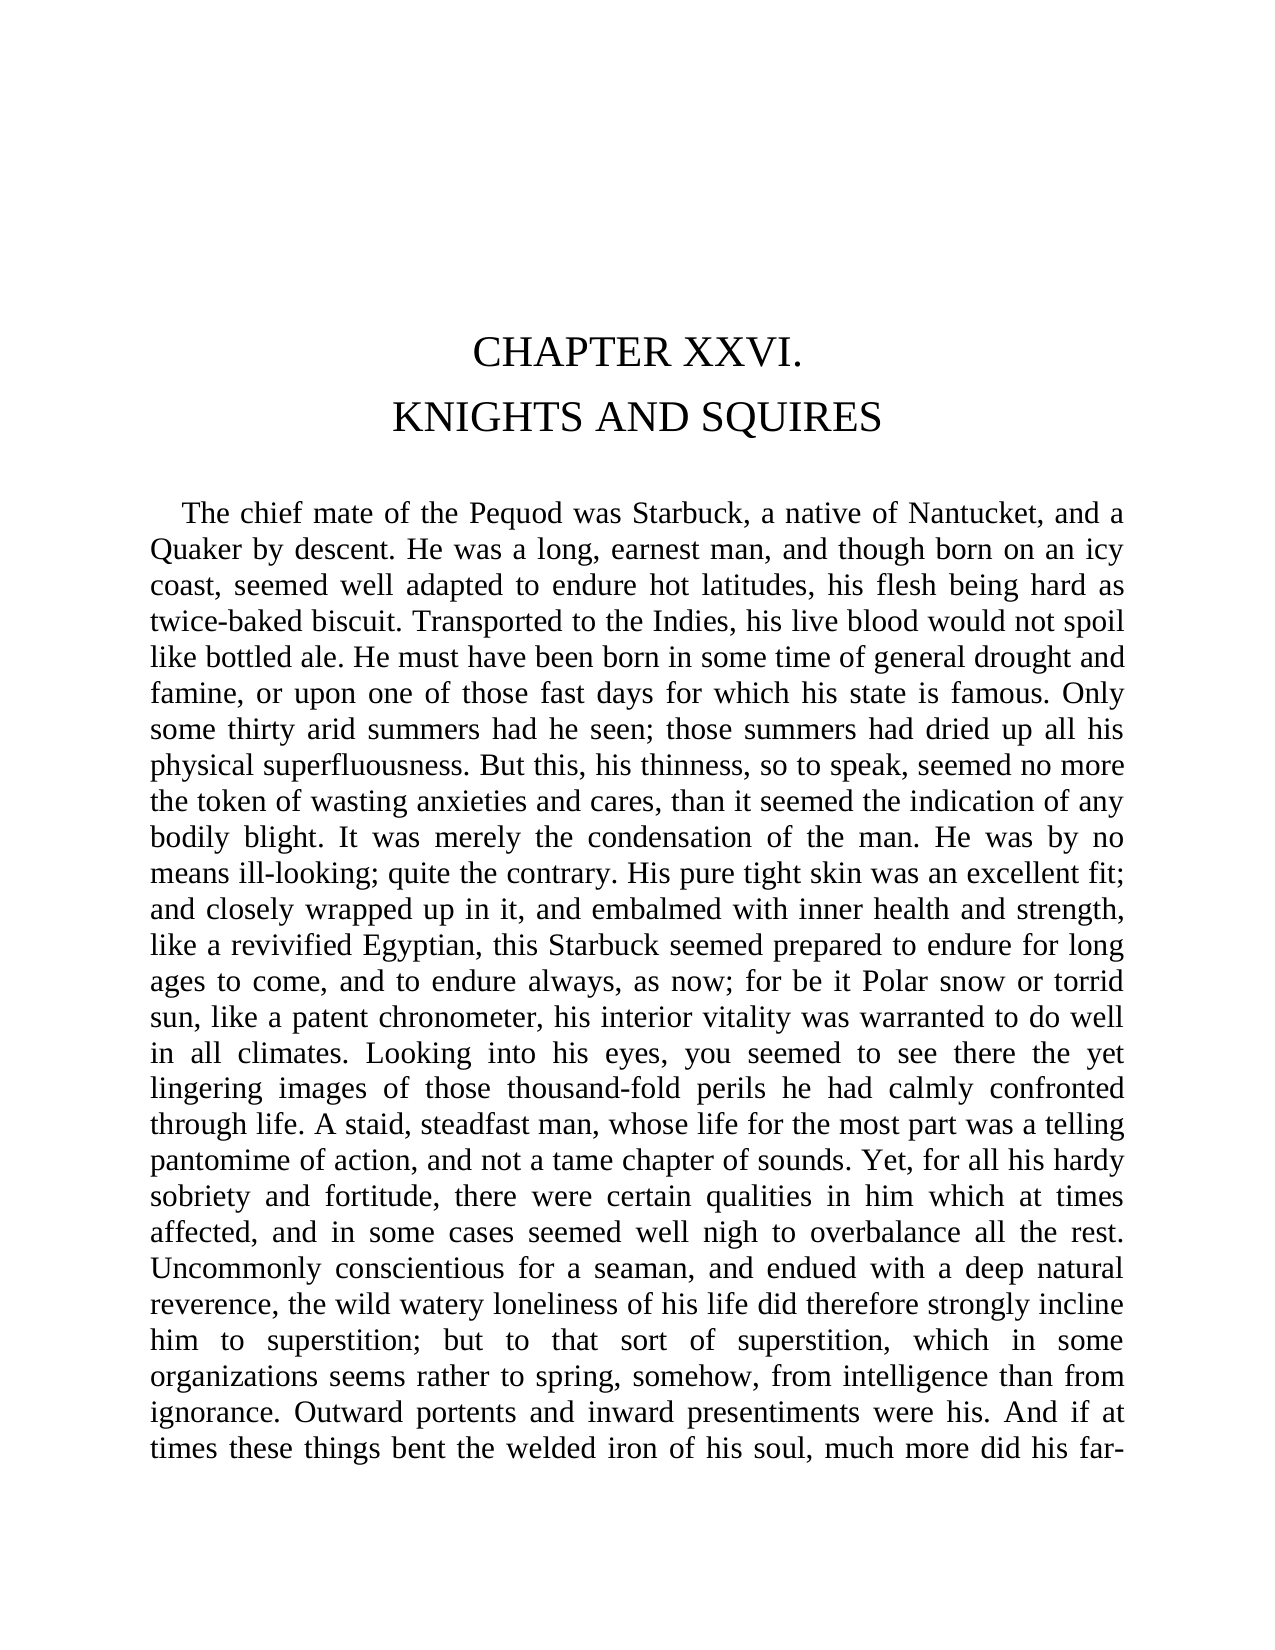 CHAPTER XXVI.
KNIGHTS AND SQUIRES
The chief mate of the Pequod was Starbuck, a native of Nantucket, and a
Quaker by descent. He was a long, earnest man, and though born on an icy
coast, seemed well adapted to endure hot latitudes, his flesh being hard as
twice-baked biscuit. Transported to the Indies, his live blood would not spoil
like bottled ale. He must have been born in some time of general drought and
famine, or upon one of those fast days for which his state is famous. Only
some thirty arid summers had he seen; those summers had dried up all his
physical superfluousness. But this, his thinness, so to speak, seemed no more
the token of wasting anxieties and cares, than it seemed the indication of any
bodily blight. It was merely the condensation of the man. He was by no
means ill-looking; quite the contrary. His pure tight skin was an excellent fit;
and closely wrapped up in it, and embalmed with inner health and strength,
like a revivified Egyptian, this Starbuck seemed prepared to endure for long
ages to come, and to endure always, as now; for be it Polar snow or torrid
sun, like a patent chronometer, his interior vitality was warranted to do well
in all climates. Looking into his eyes, you seemed to see there the yet
lingering images of those thousand-fold perils he had calmly confronted
through life. A staid, steadfast man, whose life for the most part was a telling
pantomime of action, and not a tame chapter of sounds. Yet, for all his hardy
sobriety and fortitude, there were certain qualities in him which at times
affected, and in some cases seemed well nigh to overbalance all the rest.
Uncommonly conscientious for a seaman, and endued with a deep natural
reverence, the wild watery loneliness of his life did therefore strongly incline
him to superstition; but to that sort of superstition, which in some
organizations seems rather to spring, somehow, from intelligence than from
ignorance. Outward portents and inward presentiments were his. And if at
times these things bent the welded iron of his soul, much more did his far-